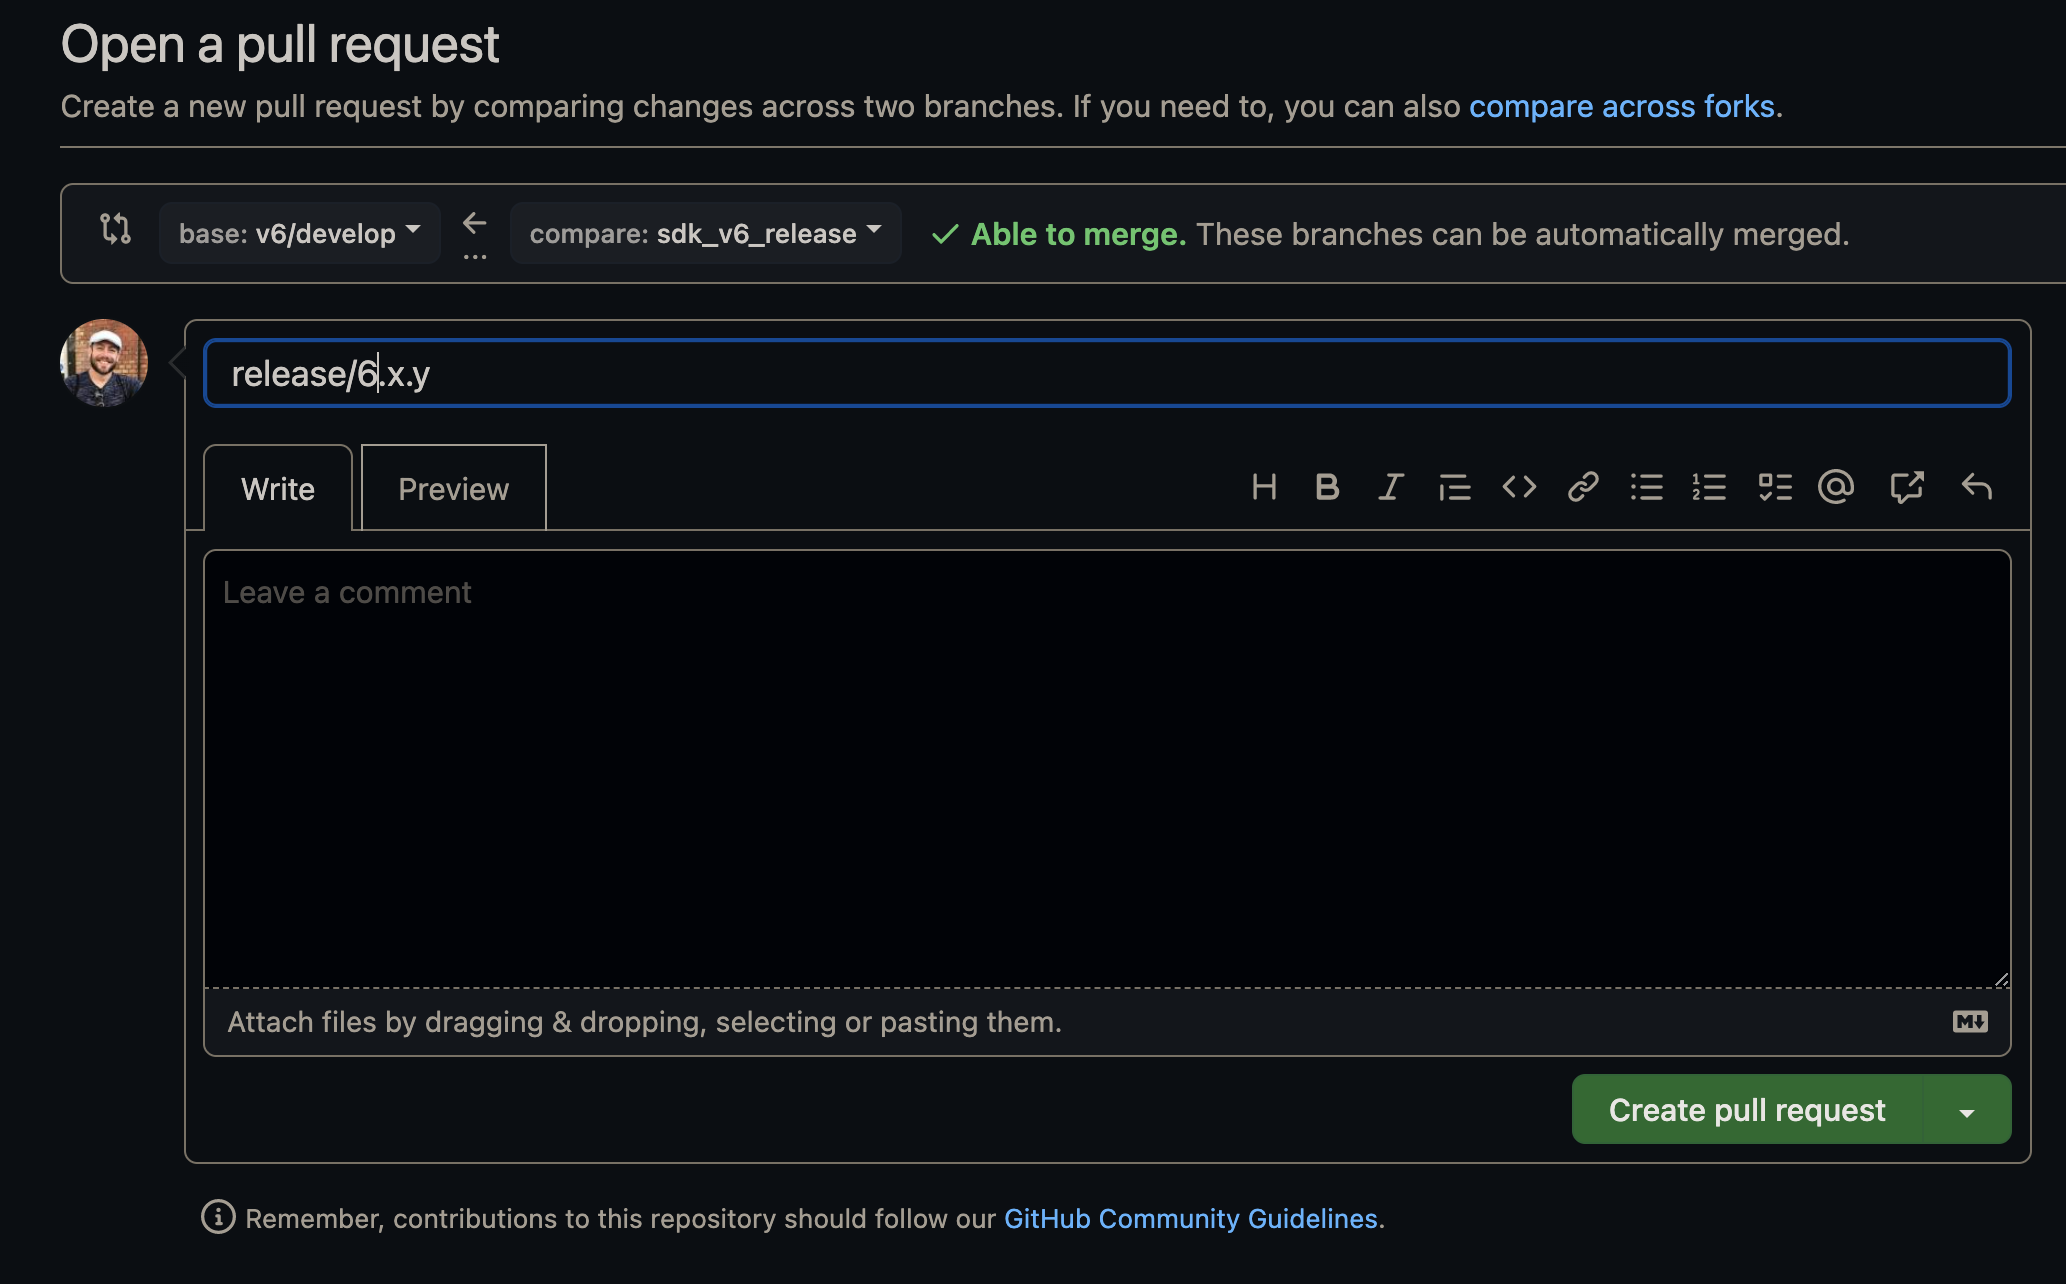 Open a pull request
Create a new pull request by comparing changes across two branches. If you need to, you can also compare across forks.
base: v6/develop
...
compare: sdk_v6_release
Able to merge. These branches can be automatically merged.
release/6.x.y
Write
Preview
Leave a comment
Attach files by dragging & dropping, selecting or pasting them.
Create pull request
Remember, contributions to this repository should follow our GitHub Community Guidelines.